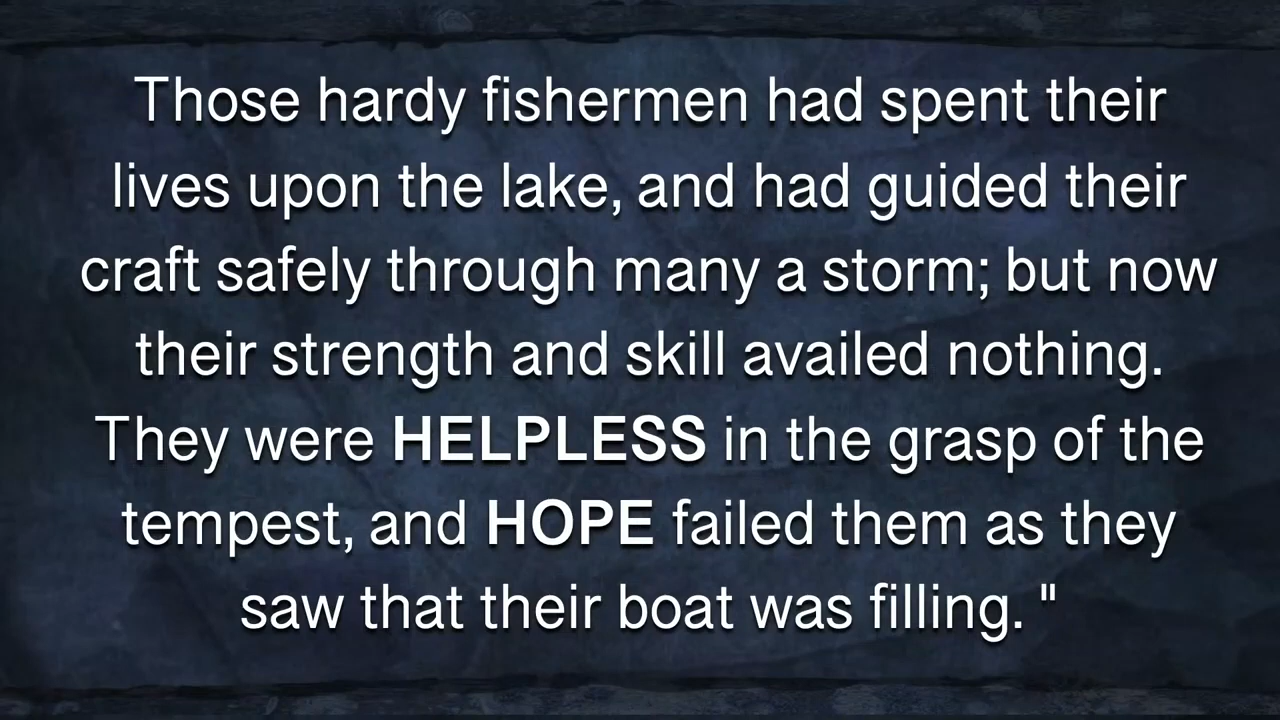 Those hardy fishermen had spent their
lives upon the lake, and had guided their
craft safely through many a storm; but now
their strength and skill availed nothing.
They were HELPLESS in the grasp of the
tempest, and HOPE failed them as they
saw that their boat was filling. "